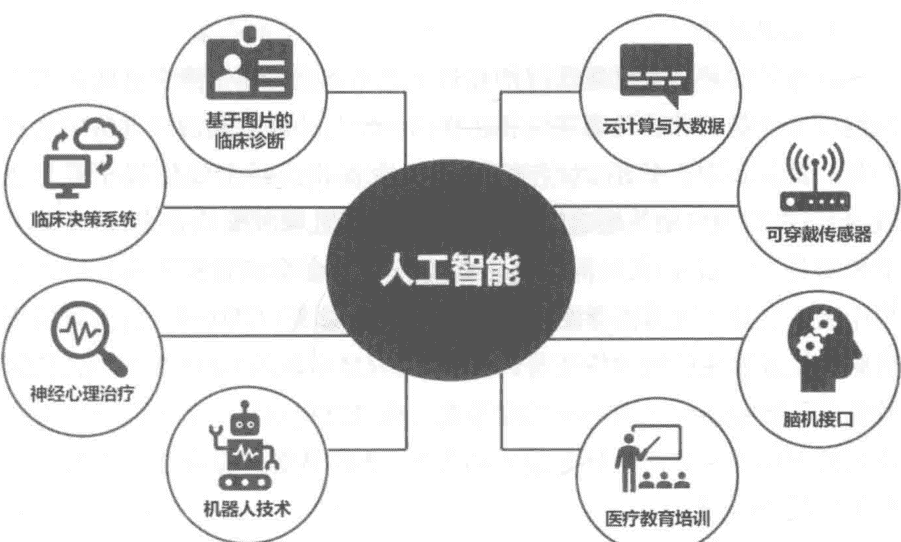 基于图片的
临床诊断
云计算与大数据
临床决策系统
可穿戴传感器
人工智能
神经心理治疗
脑机接口
机器人技术
医疗教育培训